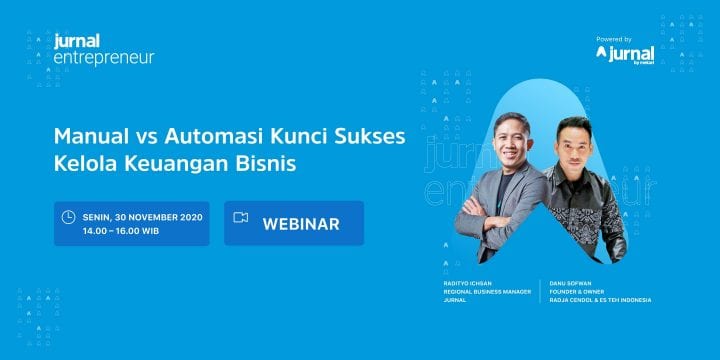 jurnal
entrepreneur
Powered by
jurnal
by mekari
Manual vs Automasi Kunci Sukses
Kelola Keuangan Bisnis
SENIN, 30 NOVEMBER 2020
14.00 – 16.00 WIB
WEBINAR
jurnal
entrepreneur
RADITYO ICHSAN
REGIONAL BUSINESS MANAGER
JURNAL
DANU SOFWAN
FOUNDER & OWNER
RADJA CENDOL & ES TEH INDONESIA